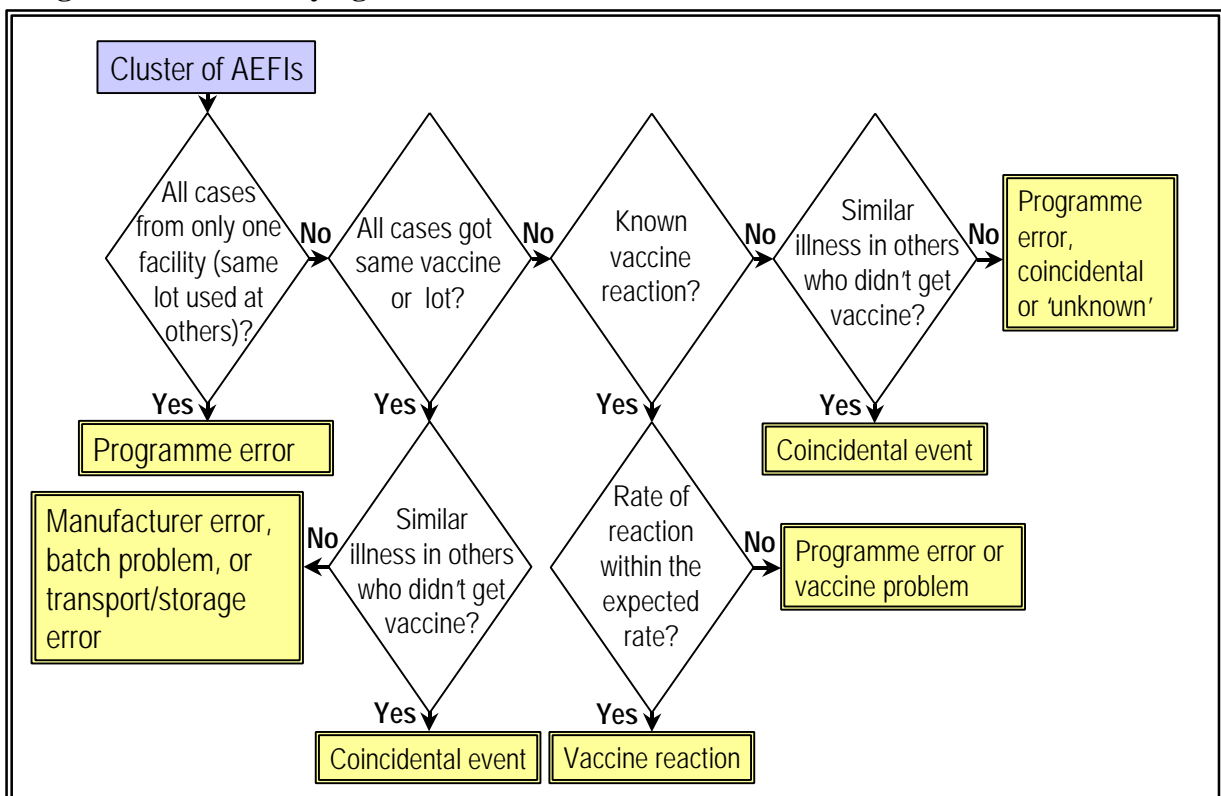 Cluster of AEFIs
All cases
from only one
facility (same
lot used at
others)?
No
All cases got
same vaccine
or lot?
No
Known
vaccine
reaction?
No
Similar
illness in others
who didn't get
vaccine?
No
Programme
error,
coincidental
or ‘unknown’
Yes
Programme error
Yes
Yes
Yes
Coincidental event
Manufacturer error,
batch problem, or
transport/storage
error
No
Similar
illness in others
who didn't get
vaccine?
Rate of
reaction
within the
expected
rate?
No
Programme error or
vaccine problem
Yes
Coincidental event
Yes
Vaccine reaction